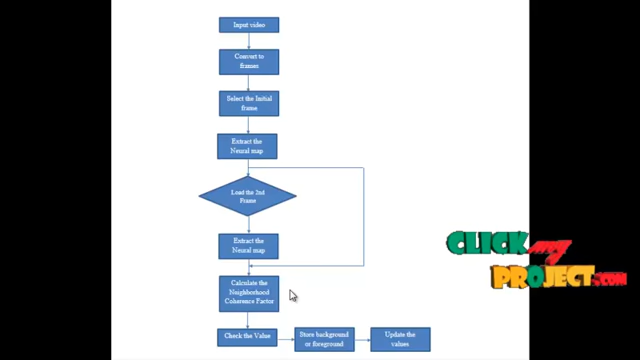 Input video
Convert to
frames
Select the Initial
frame
Extract the
Neural map
Load the 2nd
Frame
Extract the
Neural map
Calculate the
Neighborhood
Coherence Factor
Check the Value
Store background
or foreground
Update the
values
CLICK my
PROJECT.COM